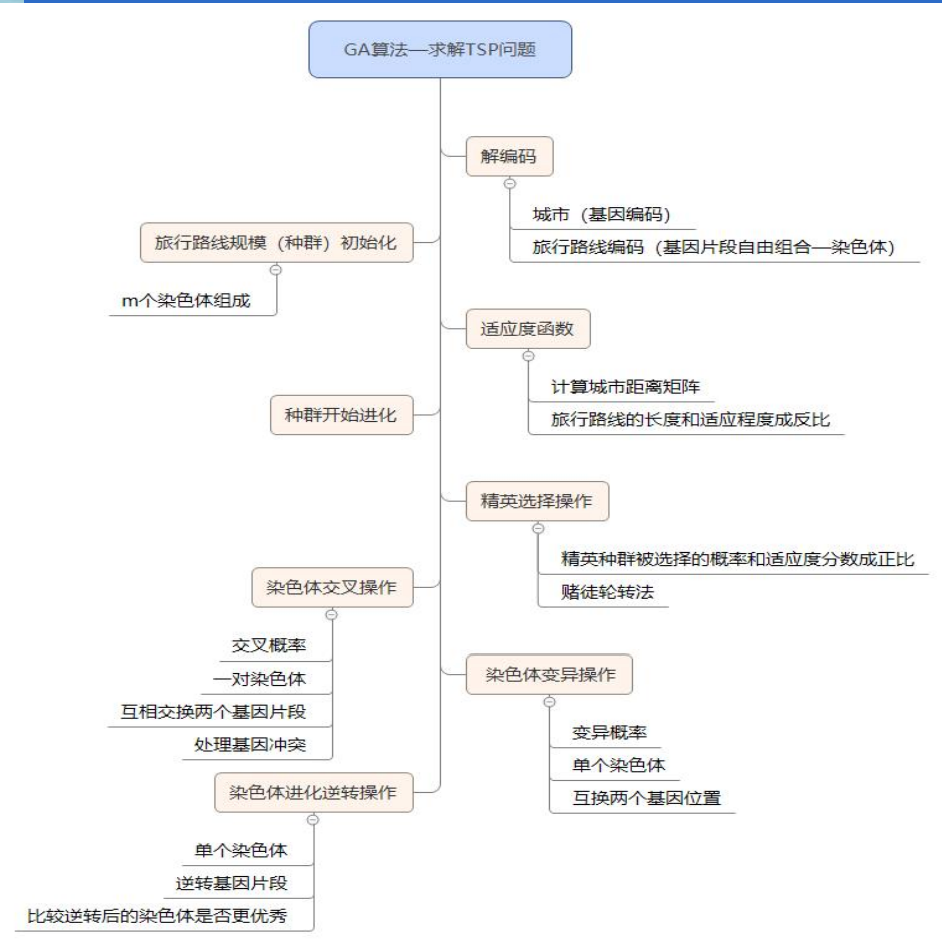 GA算法—求解TSP问题
解编码
城市（基因编码）
旅行路线编码（基因片段自由组合—染色体）
旅行路线规模（种群）初始化
m个染色体组成
适应度函数
计算城市距离矩阵
旅行路线的长度和适应程度成反比
种群开始进化
精英选择操作
精英种群被选择的概率和适应度分数成正比
赌徒轮转法
染色体交叉操作
交叉概率
一对染色体
互相交换两个基因片段
处理基因冲突
染色体变异操作
变异概率
单个染色体
互换两个基因位置
染色体进化逆转操作
单个染色体
逆转基因片段
比较逆转后的染色体是否更优秀